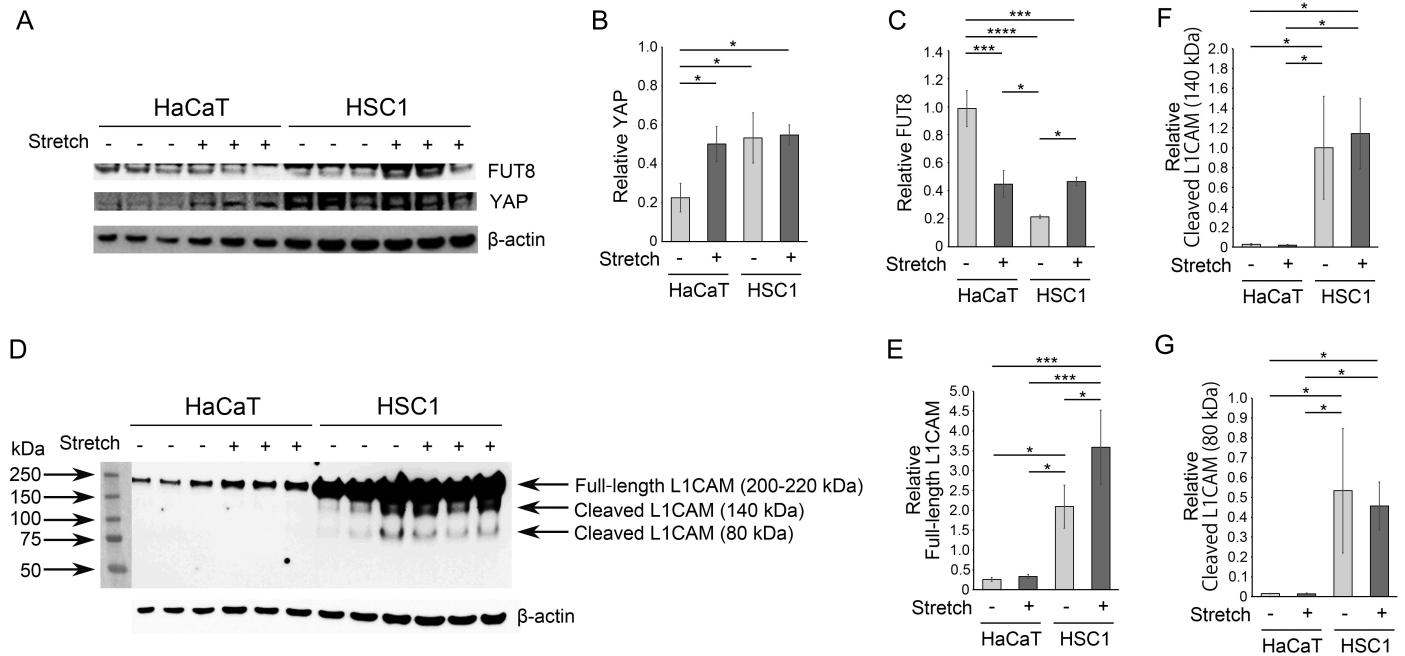 A
HaCaT HSC1
Stretch - - - + + + - - - + + +
FUT8
YAP
β-actin
B
Relative YAP
1.0
0.8
0.6
0.4
0.2
0
*
*
*
Stretch - + - +
HaCaT HSC1
C
Relative FUT8
1.4
1.2
1.0
0.8
0.6
0.4
0.2
0
***
****
***
*
*
Stretch - + - +
HaCaT HSC1
F
Relative
Cleaved L1CAM (140 kDa)
2.0
1.8
1.6
1.4
1.2
1.0
0.8
0.6
0.4
0.2
0
*
*
*
*
Stretch - + - +
HaCaT HSC1
D
HaCaT HSC1
kDa Stretch - - - + + + - - - + + +
250
150
100
75
50
Full-length L1CAM (200-220 kDa)
Cleaved L1CAM (140 kDa)
Cleaved L1CAM (80 kDa)
β-actin
E
Relative
Full-length L1CAM
5.0
4.5
4.0
3.5
3.0
2.5
2.0
1.5
1.0
0.5
0.0
***
***
*
*
*
Stretch - + - +
HaCaT HSC1
G
Relative
Cleaved L1CAM (80 kDa)
1.0
0.9
0.8
0.7
0.6
0.5
0.4
0.3
0.2
0.1
0
*
*
*
*
Stretch - + - +
HaCaT HSC1